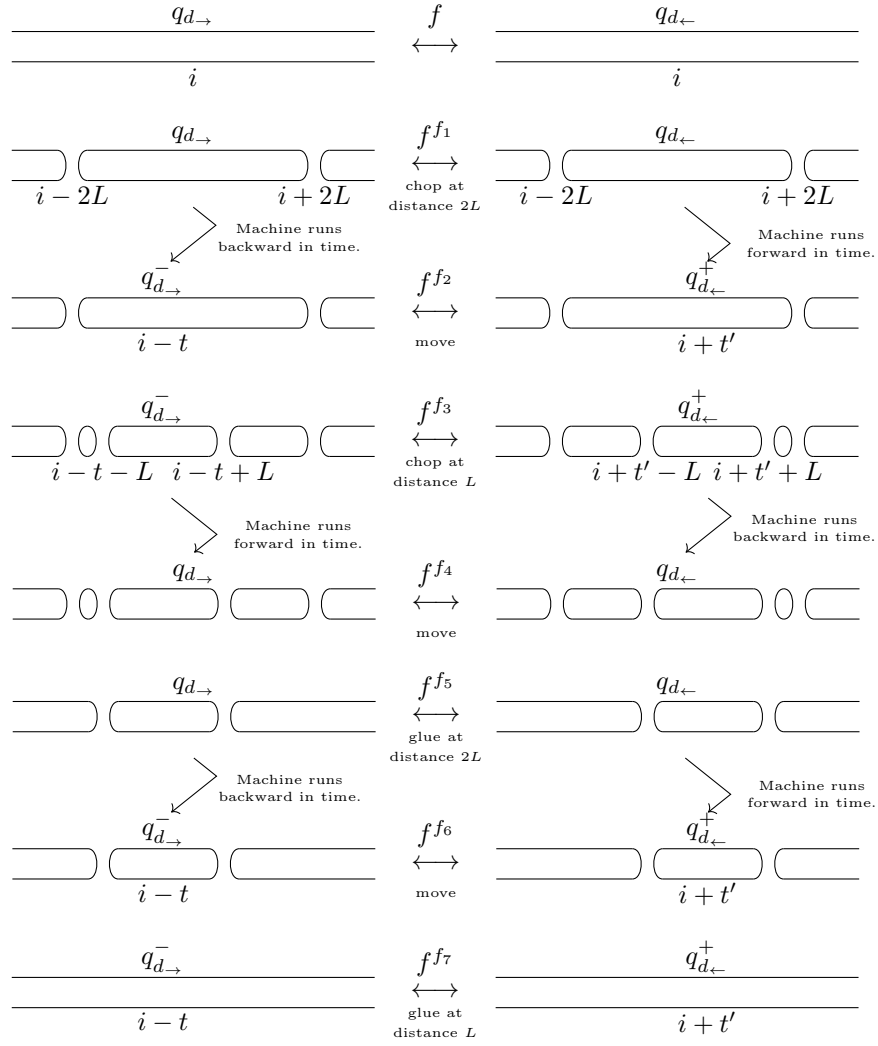 q_{d→} f q_{d←}
i i
q_{d→} f^{f_1} q_{d←}
i − 2L i + 2L chop at distance 2L i − 2L i + 2L
Machine runs backward in time. Machine runs forward in time.
q^−_{d→} f^{f_2} q^+_{d←}
i − t move i + t′
q^−_{d→} f^{f_3} q^+_{d←}
i − t − L i − t + L chop at distance L i + t′ − L i + t′ + L
Machine runs forward in time. Machine runs backward in time.
q_{d→} f^{f_4} q_{d←}
move
q_{d→} f^{f_5} q_{d←}
glue at distance 2L
Machine runs backward in time. Machine runs forward in time.
q^−_{d→} f^{f_6} q^+_{d←}
i − t move i + t′
q^−_{d→} f^{f_7} q^+_{d←}
i − t glue at distance L i + t′